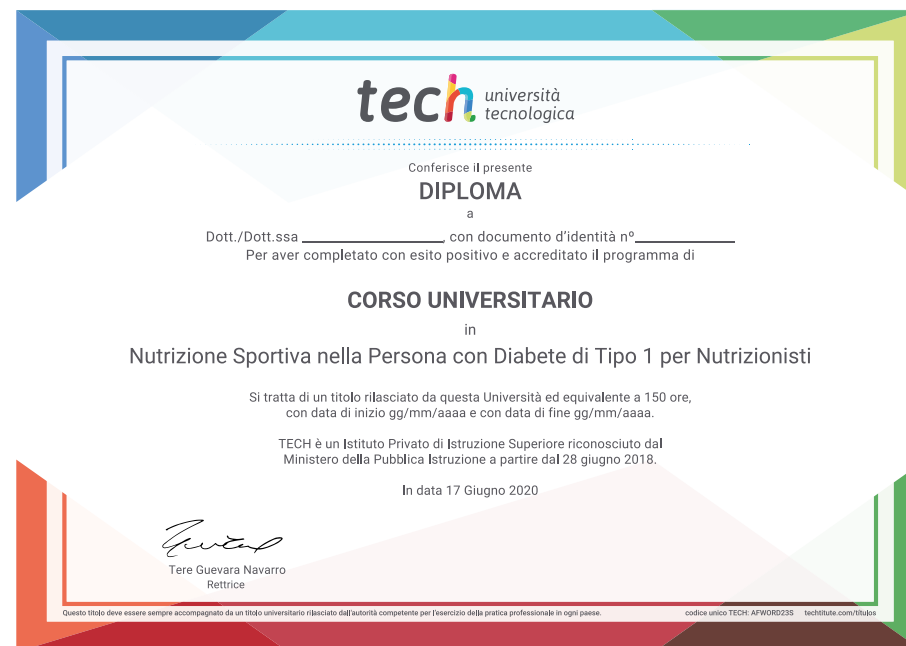 tech università
tecnologica
Conferisce il presente
DIPLOMA
a
Dott./Dott.ssa ____________________, con documento d'identità nº______________
Per aver completato con esito positivo e accreditato il programma di
CORSO UNIVERSITARIO
in
Nutrizione Sportiva nella Persona con Diabete di Tipo 1 per Nutrizionisti
Si tratta di un titolo rilasciato da questa Università ed equivalente a 150 ore,
con data di inizio gg/mm/aaaa e con data di fine gg/mm/aaaa.
TECH è un Istituto Privato di Istruzione Superiore riconosciuto dal
Ministero della Pubblica Istruzione a partire dal 28 giugno 2018.
In data 17 Giugno 2020
Tere Guevara Navarro
Rettrice
Questo titolo deve essere sempre accompagnato da un titolo universitario rilasciato dall'autorità competente per l'esercizio della pratica professionale in ogni paese. codice unico TECH: AFWORD23S techtitute.com/títulos